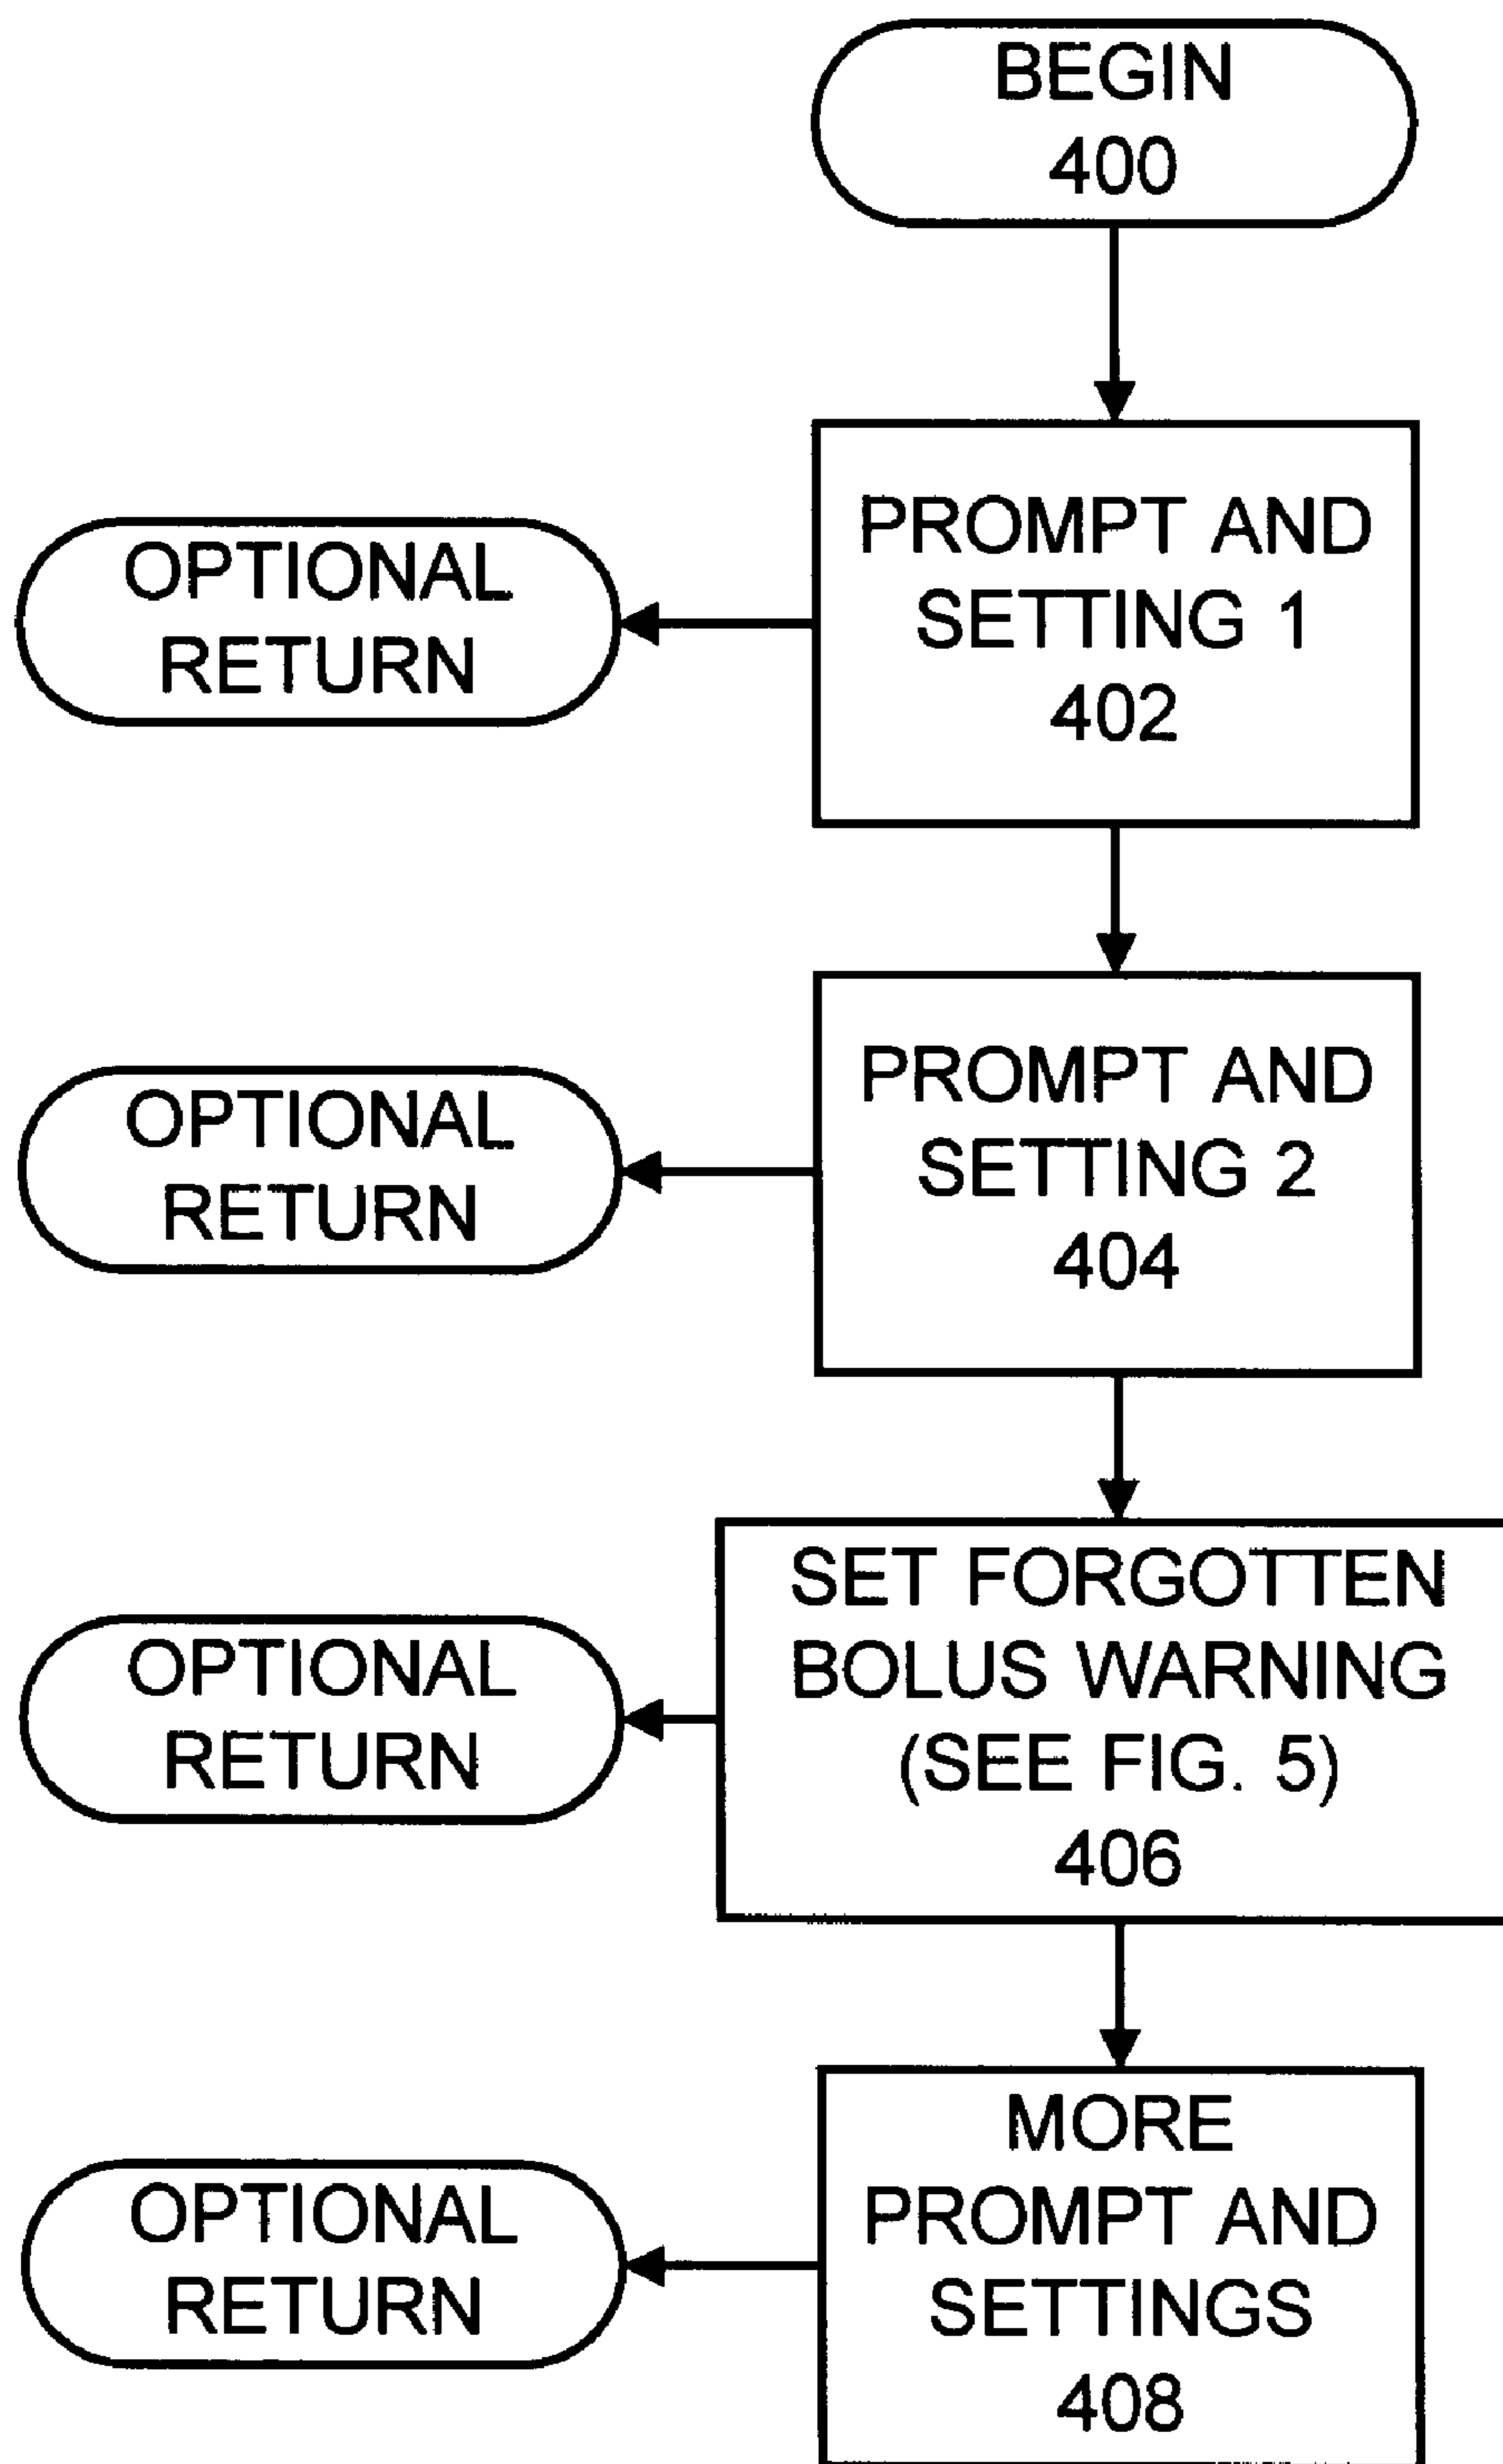 BEGIN
400
PROMPT AND
SETTING 1
402
OPTIONAL
RETURN
PROMPT AND
SETTING 2
404
OPTIONAL
RETURN
SET FORGOTTEN
BOLUS WARNING
(SEE FIG. 5)
406
OPTIONAL
RETURN
MORE
PROMPT AND
SETTINGS
408
OPTIONAL
RETURN